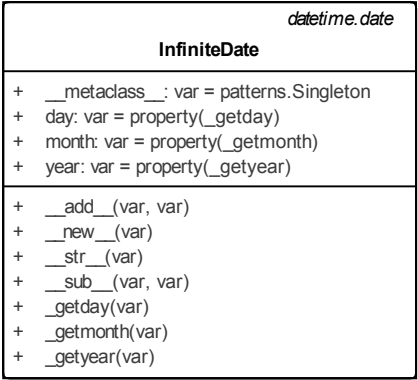 datetime.date
InfiniteDate
+ __metaclass__: var = patterns.Singleton
+ day: var = property(_getday)
+ month: var = property(_getmonth)
+ year: var = property(_getyear)
+ __add__(var, var)
+ __new__(var)
+ __str__(var)
+ __sub__(var, var)
+ _getday(var)
+ _getmonth(var)
+ _getyear(var)